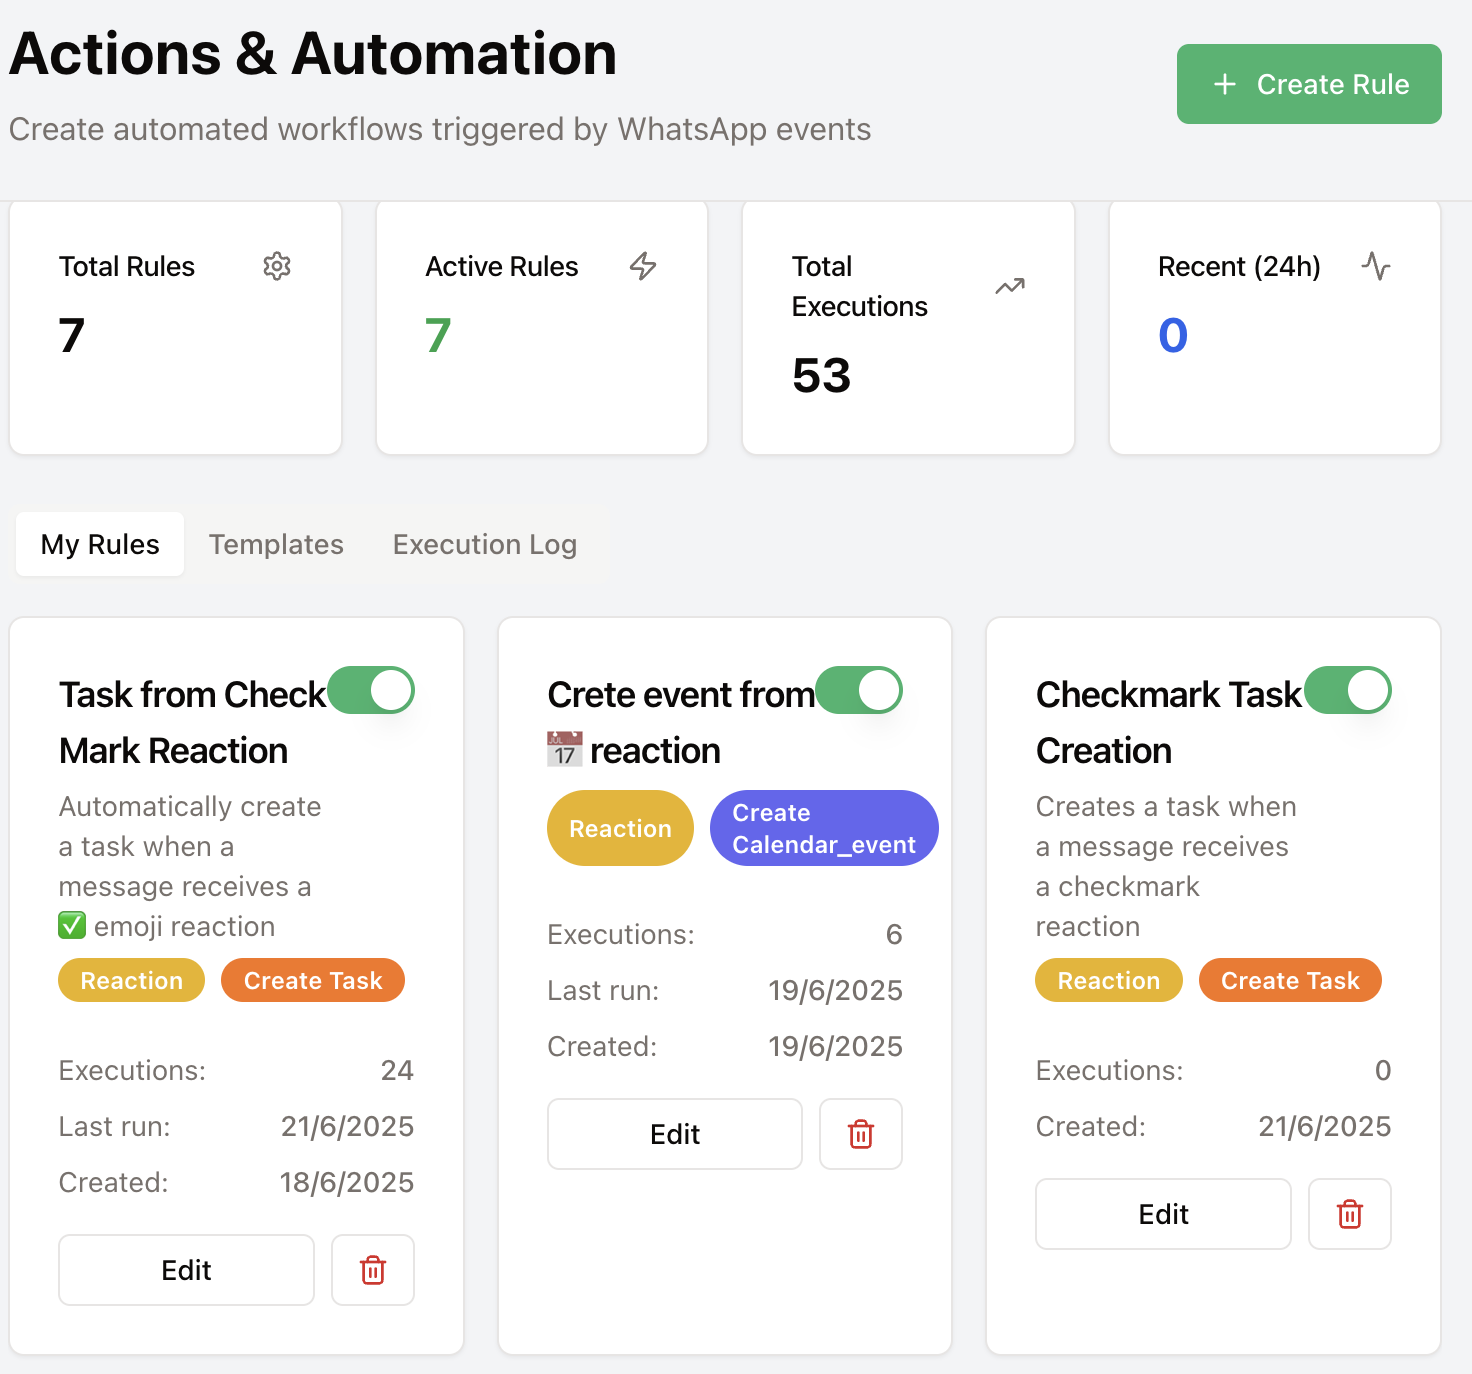 Actions & Automation
Create automated workflows triggered by WhatsApp events
+ Create Rule
Total Rules
7
Active Rules
7
Total
Executions
53
Recent (24h)
0
My Rules
Templates
Execution Log
Task from Check
Mark Reaction
Automatically create
a task when a
message receives a
✅ emoji reaction
Reaction
Create Task
Executions: 24
Last run: 21/6/2025
Created: 18/6/2025
Edit
Crete event from
📅 reaction
Reaction
Create
Calendar_event
Executions: 6
Last run: 19/6/2025
Created: 19/6/2025
Edit
Checkmark Task
Creation
Creates a task when
a message receives
a checkmark
reaction
Reaction
Create Task
Executions: 0
Created: 21/6/2025
Edit